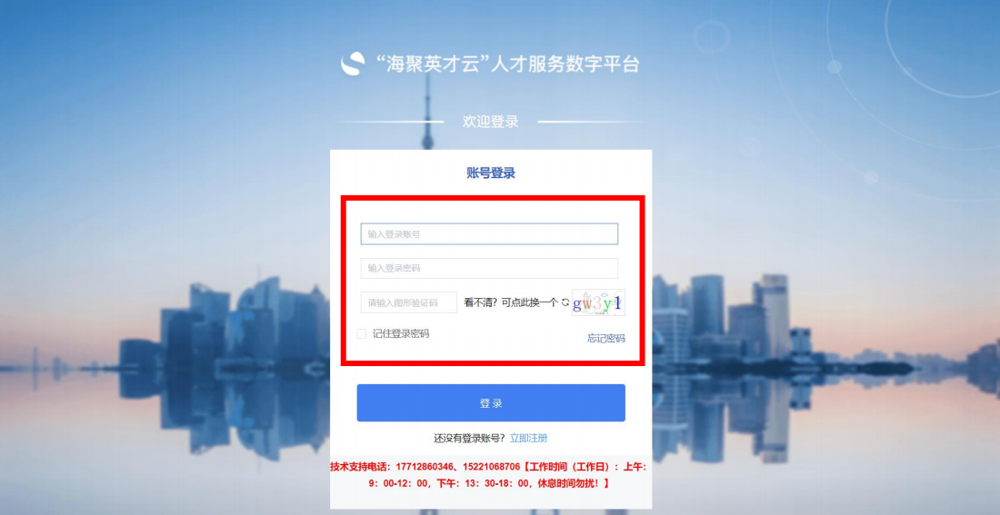 “海聚英才云”人才服务数字平台
欢迎登录
账号登录
输入登录账号
输入登录密码
请输入图形验证码 看不清？可点此换一个 gw3y1
记住登录密码
忘记密码
登 录
还没有登录账号？立即注册
技术支持电话：17712860346、15221068706【工作时间（工作日）：上午：
9：00-12：00，下午：13：30-18：00，休息时间勿扰！】